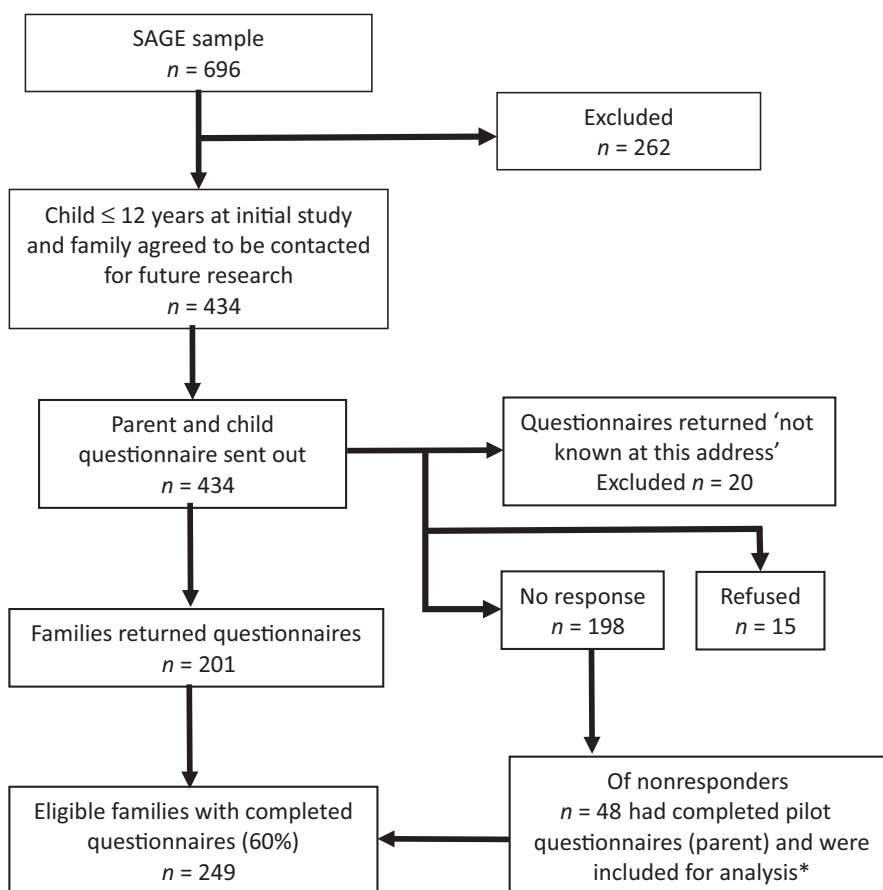 SAGE sample
n = 696
Excluded
n = 262
Child ≤ 12 years at initial study
and family agreed to be contacted
for future research
n = 434
Parent and child
questionnaire sent out
n = 434
Questionnaires returned ‘not
known at this address’
Excluded n = 20
No response
n = 198
Refused
n = 15
Families returned questionnaires
n = 201
Of nonresponders
n = 48 had completed pilot
questionnaires (parent) and were
included for analysis*
Eligible families with completed
questionnaires (60%)
n = 249